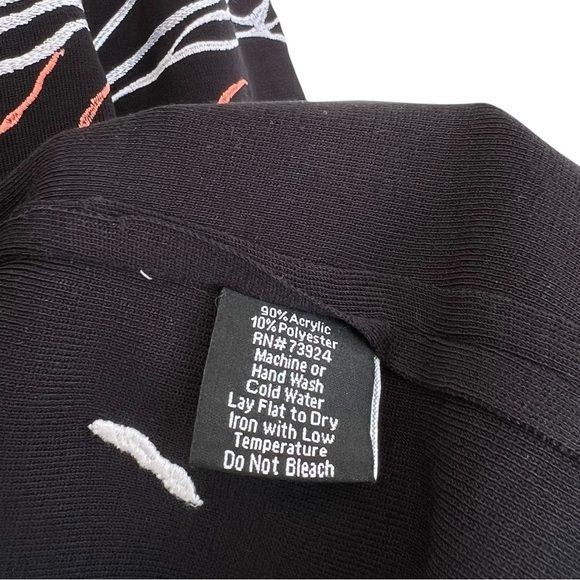 90% Acrylic
10% Polyester
RN# 73924
Machine or
Hand Wash
Cold Water
Lay Flat to Dry
Iron with Low
Temperature
Do Not Bleach